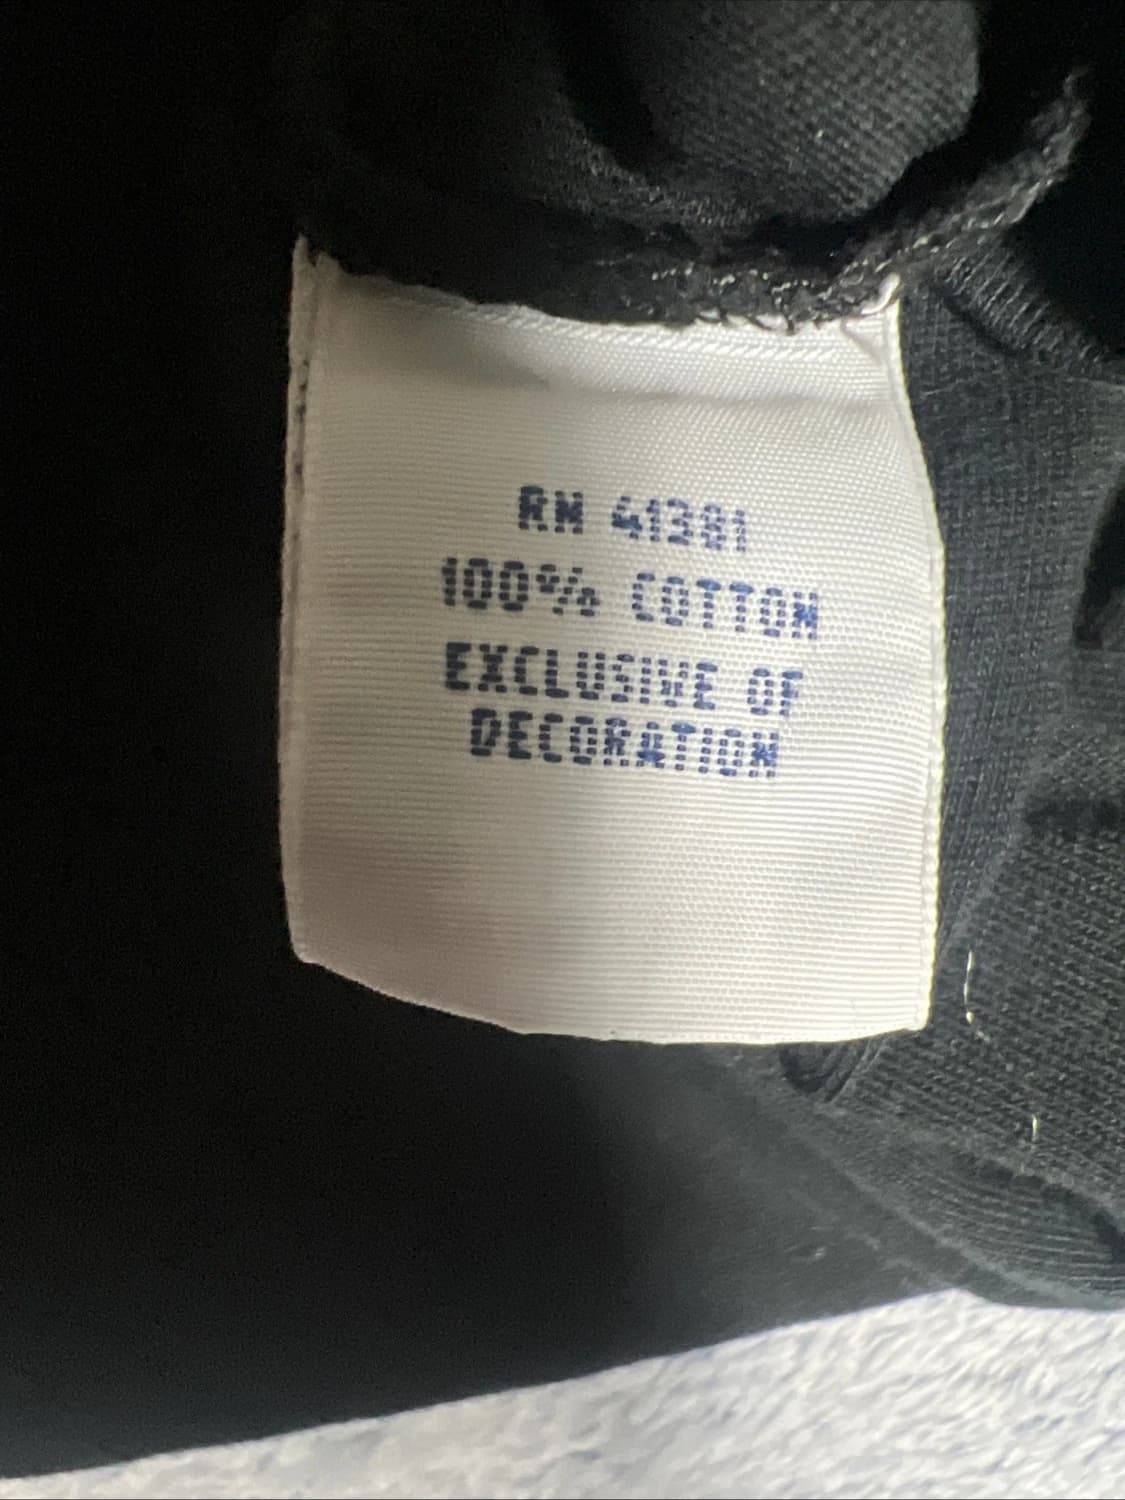 RN 41381
100% COTTON
EXCLUSIVE OF
DECORATION